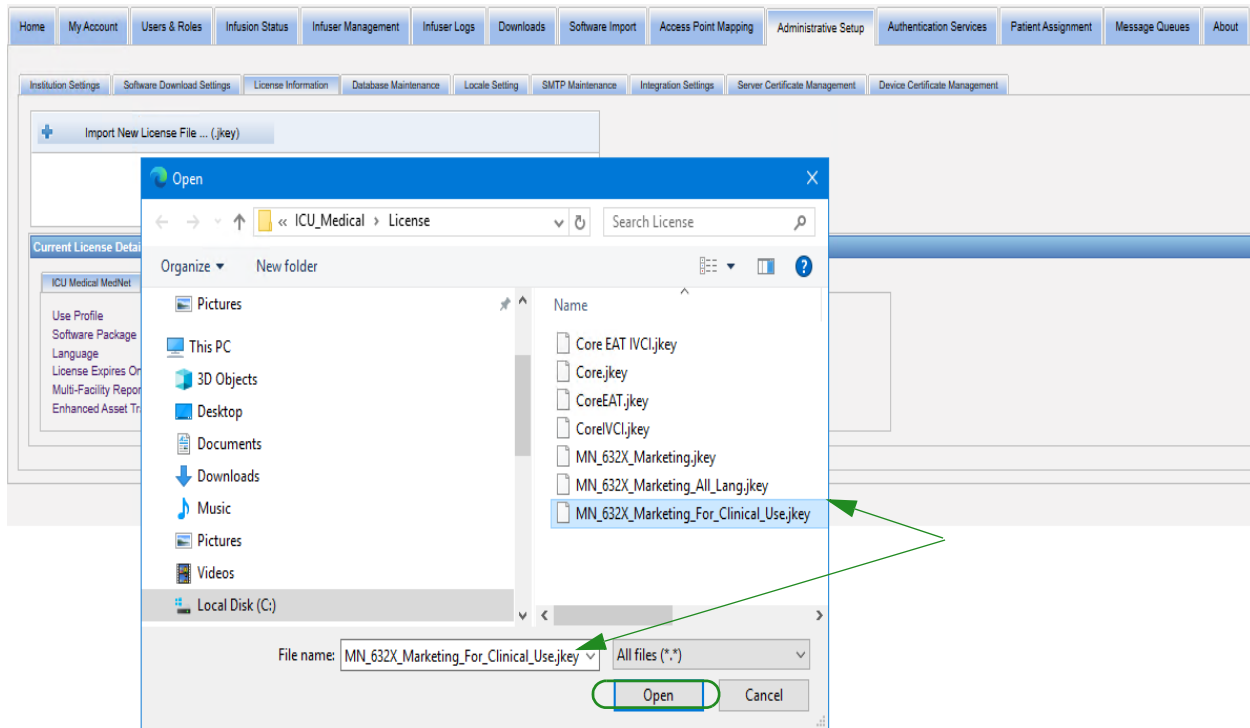 Home My Account Users & Roles Infusion Status Infuser Management Infuser Logs Downloads Software Import Access Point Mapping Administrative Setup Authentication Services Patient Assignment Message Queues About
Institution Settings Software Download Settings License Information Database Maintenance Locale Setting SMTP Maintenance Integration Settings Server Certificate Management Device Certificate Management
Import New License File ... (.jkey)
Open
« ICU_Medical > License
Search License
Current License Detai
Organize
New folder
?
ICU Medical MedNet
Use Profile
Software Package
Language
License Expires On
Multi-Facility Repor
Enhanced Asset Tr
Pictures
This PC
3D Objects
Desktop
Documents
Downloads
Music
Pictures
Videos
Local Disk (C:)
Name
Core EAT IVCI.jkey
Core.jkey
CoreEAT.jkey
CoreIVCI.jkey
MN_632X_Marketing.jkey
MN_632X_Marketing_All_Lang.jkey
MN_632X_Marketing_For_Clinical_Use.jkey
File name: MN_632X_Marketing_For_Clinical_Use.jkey All files (*.*)
Open Cancel